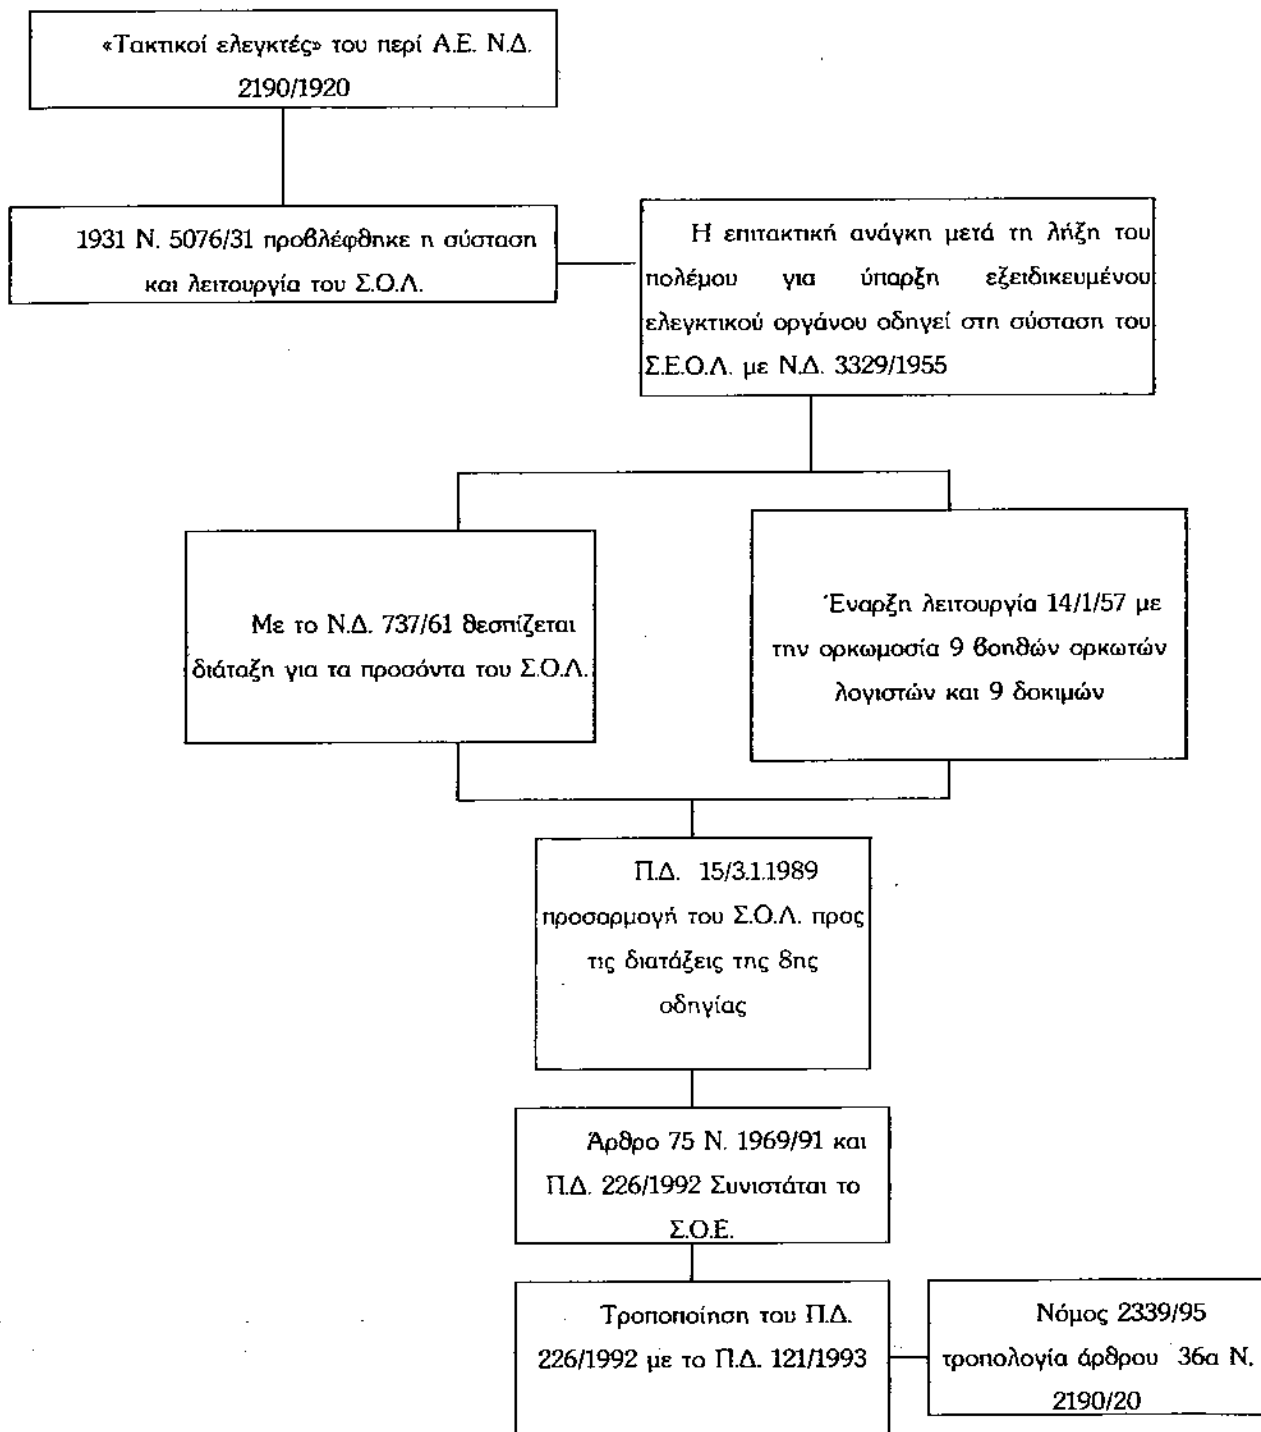 «Τακτικοί ελεγκτές» του περί Α.Ε. Ν.Δ.
2190/1920
1931 Ν. 5076/31 προβλέφθηκε η σύσταση
και λειτουργία του Σ.Ο.Λ.
Η επιτακτική ανάγκη μετά τη λήξη του
πολέμου για ύπαρξη εξειδικευμένου
ελεγκτικού οργάνου οδηγεί στη σύσταση του
Σ.Ε.Ο.Λ. με Ν.Δ. 3329/1955
Με το Ν.Δ. 737/61 θεσπίζεται
διάταξη για τα προσόντα του Σ.Ο.Λ.
Έναρξη λειτουργία 14/1/57 με
την ορκωμοσία 9 βοηθών ορκωτών
λογιστών και 9 δοκιμών
Π.Δ. 15/3.1.1989
προσαρμογή του Σ.Ο.Λ. προς
τις διατάξεις της 8ης
οδηγίας
Άρθρο 75 Ν. 1969/91 και
Π.Δ. 226/1992 Συνιστάται το
Σ.Ο.Ε.
Τροποποίηση του Π.Δ.
226/1992 με το Π.Δ. 121/1993
Νόμος 2339/95
τροπολογία άρθρου 36α Ν.
2190/20